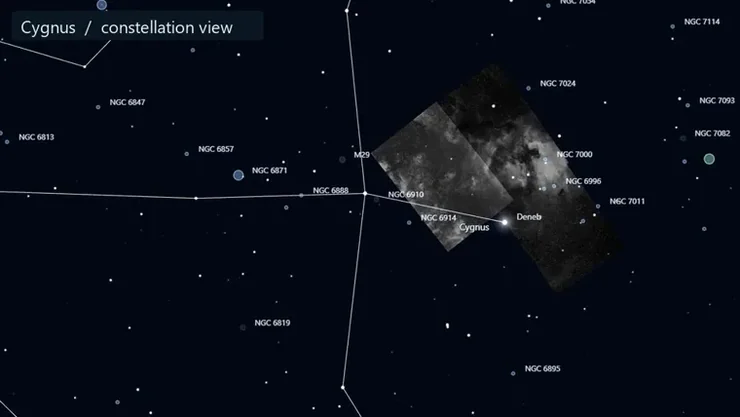 Cygnus / constellation view
NGC 7034
NGC 7114
NGC 7024
NGC 6847
NGC 7093
NGC 6813
NGC 7082
NGC 6857
M29
NGC 7000
NGC 6871
NGC 6996
NGC 6888
NGC 6910
NGC 7011
NGC 6914
Deneb
Cygnus
NGC 6819
NGC 6895